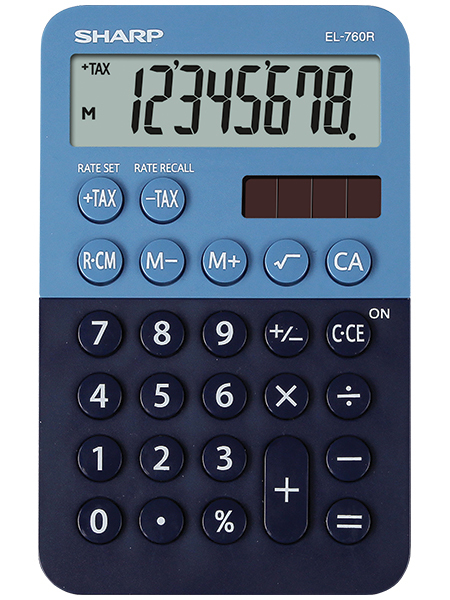 SHARP EL-760R
+TAX
M 12'345'678.
RATE SET RATE RECALL
+TAX −TAX
R·CM M− M+ √ CA
ON
7 8 9 +/− C·CE
4 5 6 × ÷
1 2 3 −
+
0 · % =